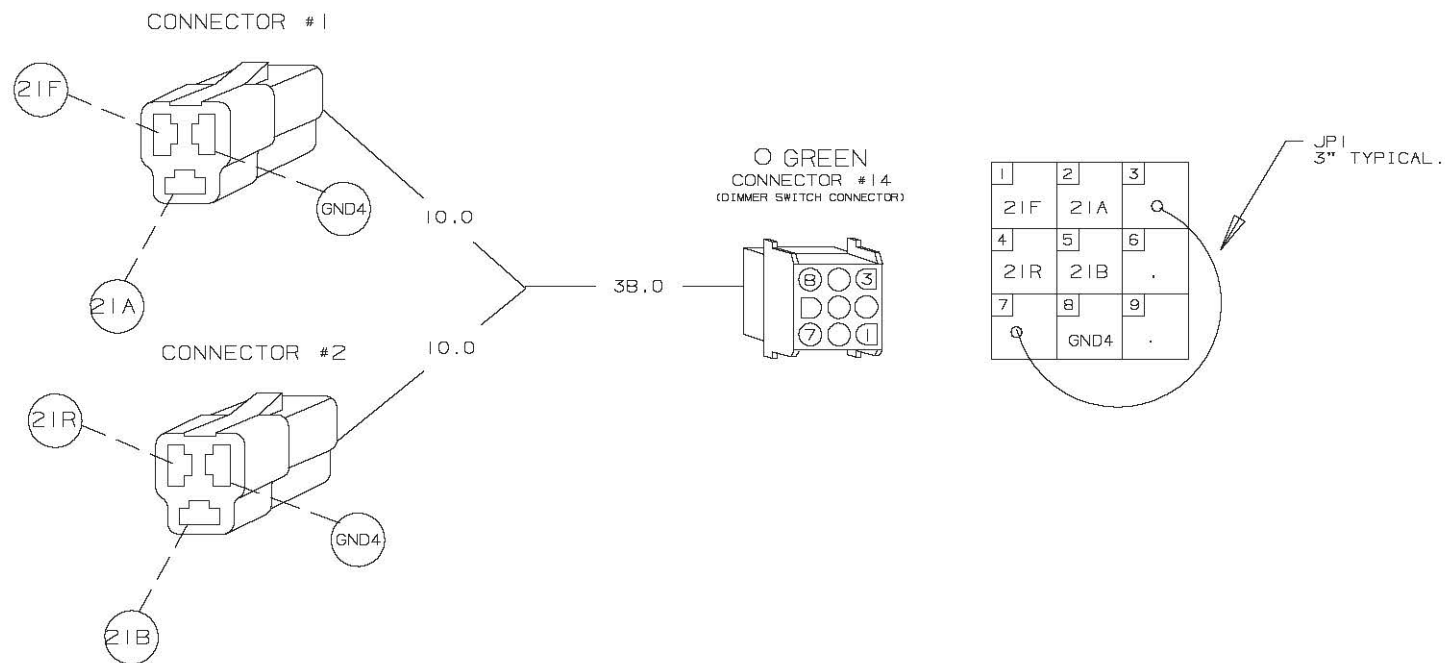 CONNECTOR #1
21F
GND4
21A
10.0
CONNECTOR #2
21R
GND4
21B
10.0
38.0
O GREEN
CONNECTOR #14
(DIMMER SWITCH CONNECTOR)
8 3
7 1
JP1
3" TYPICAL.
1 2 3
21F 21A
4 5 6
21R 21B .
7 8 9
GND4 .